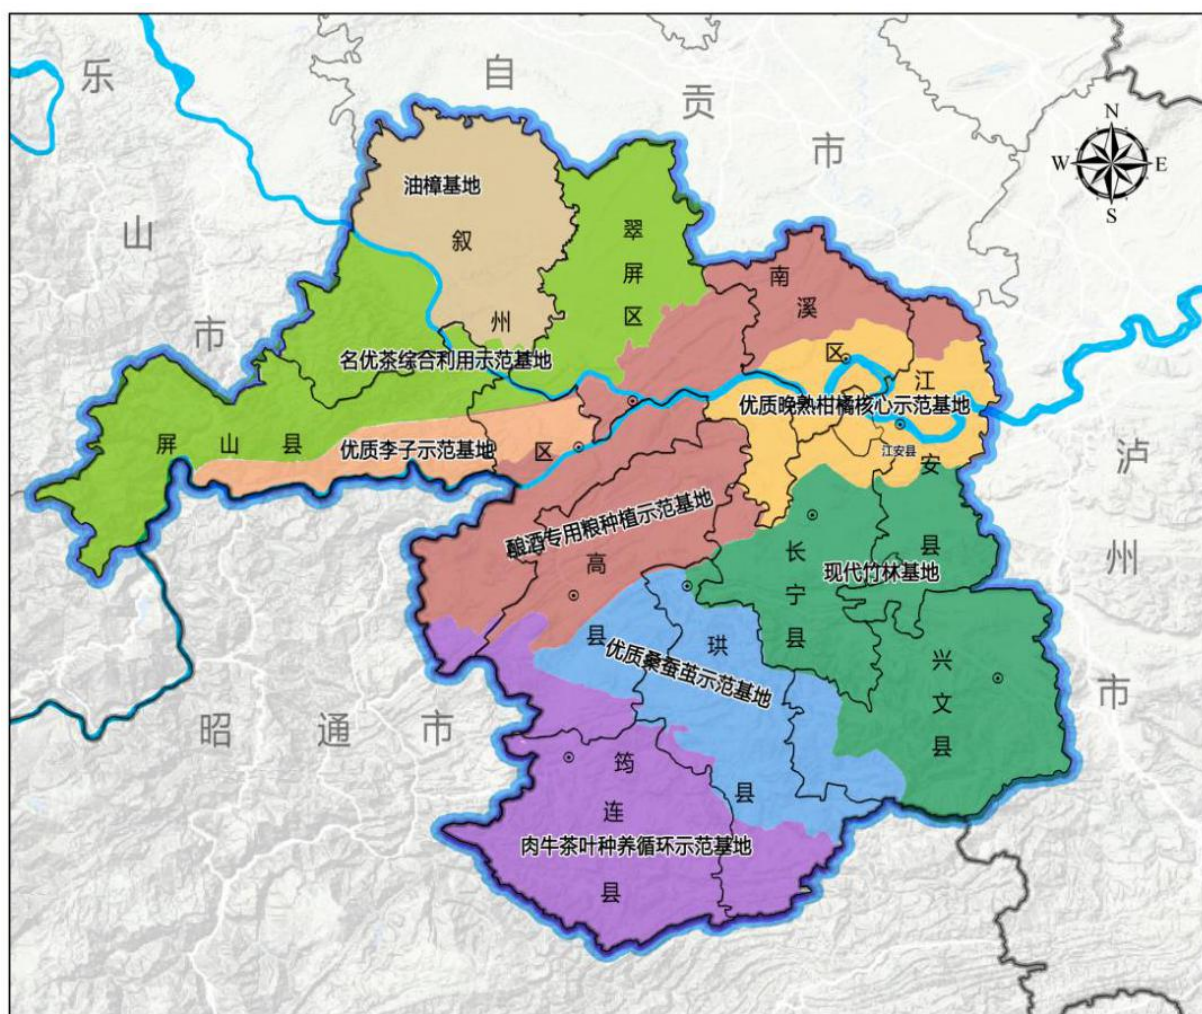 乐山市
自贡市
泸州市
昭通市
N
W
E
S
油樟基地
叙州区
翠屏区
南溪区
名优茶综合利用示范基地
江安县
优质晚熟柑橘核心示范基地
屏山县
优质李子示范基地
江安县
酿酒专用粮种植示范基地
高县
长宁县
现代竹林基地
珙县
优质桑蚕茧示范基地
兴文县
筠连县
肉牛茶叶种养循环示范基地